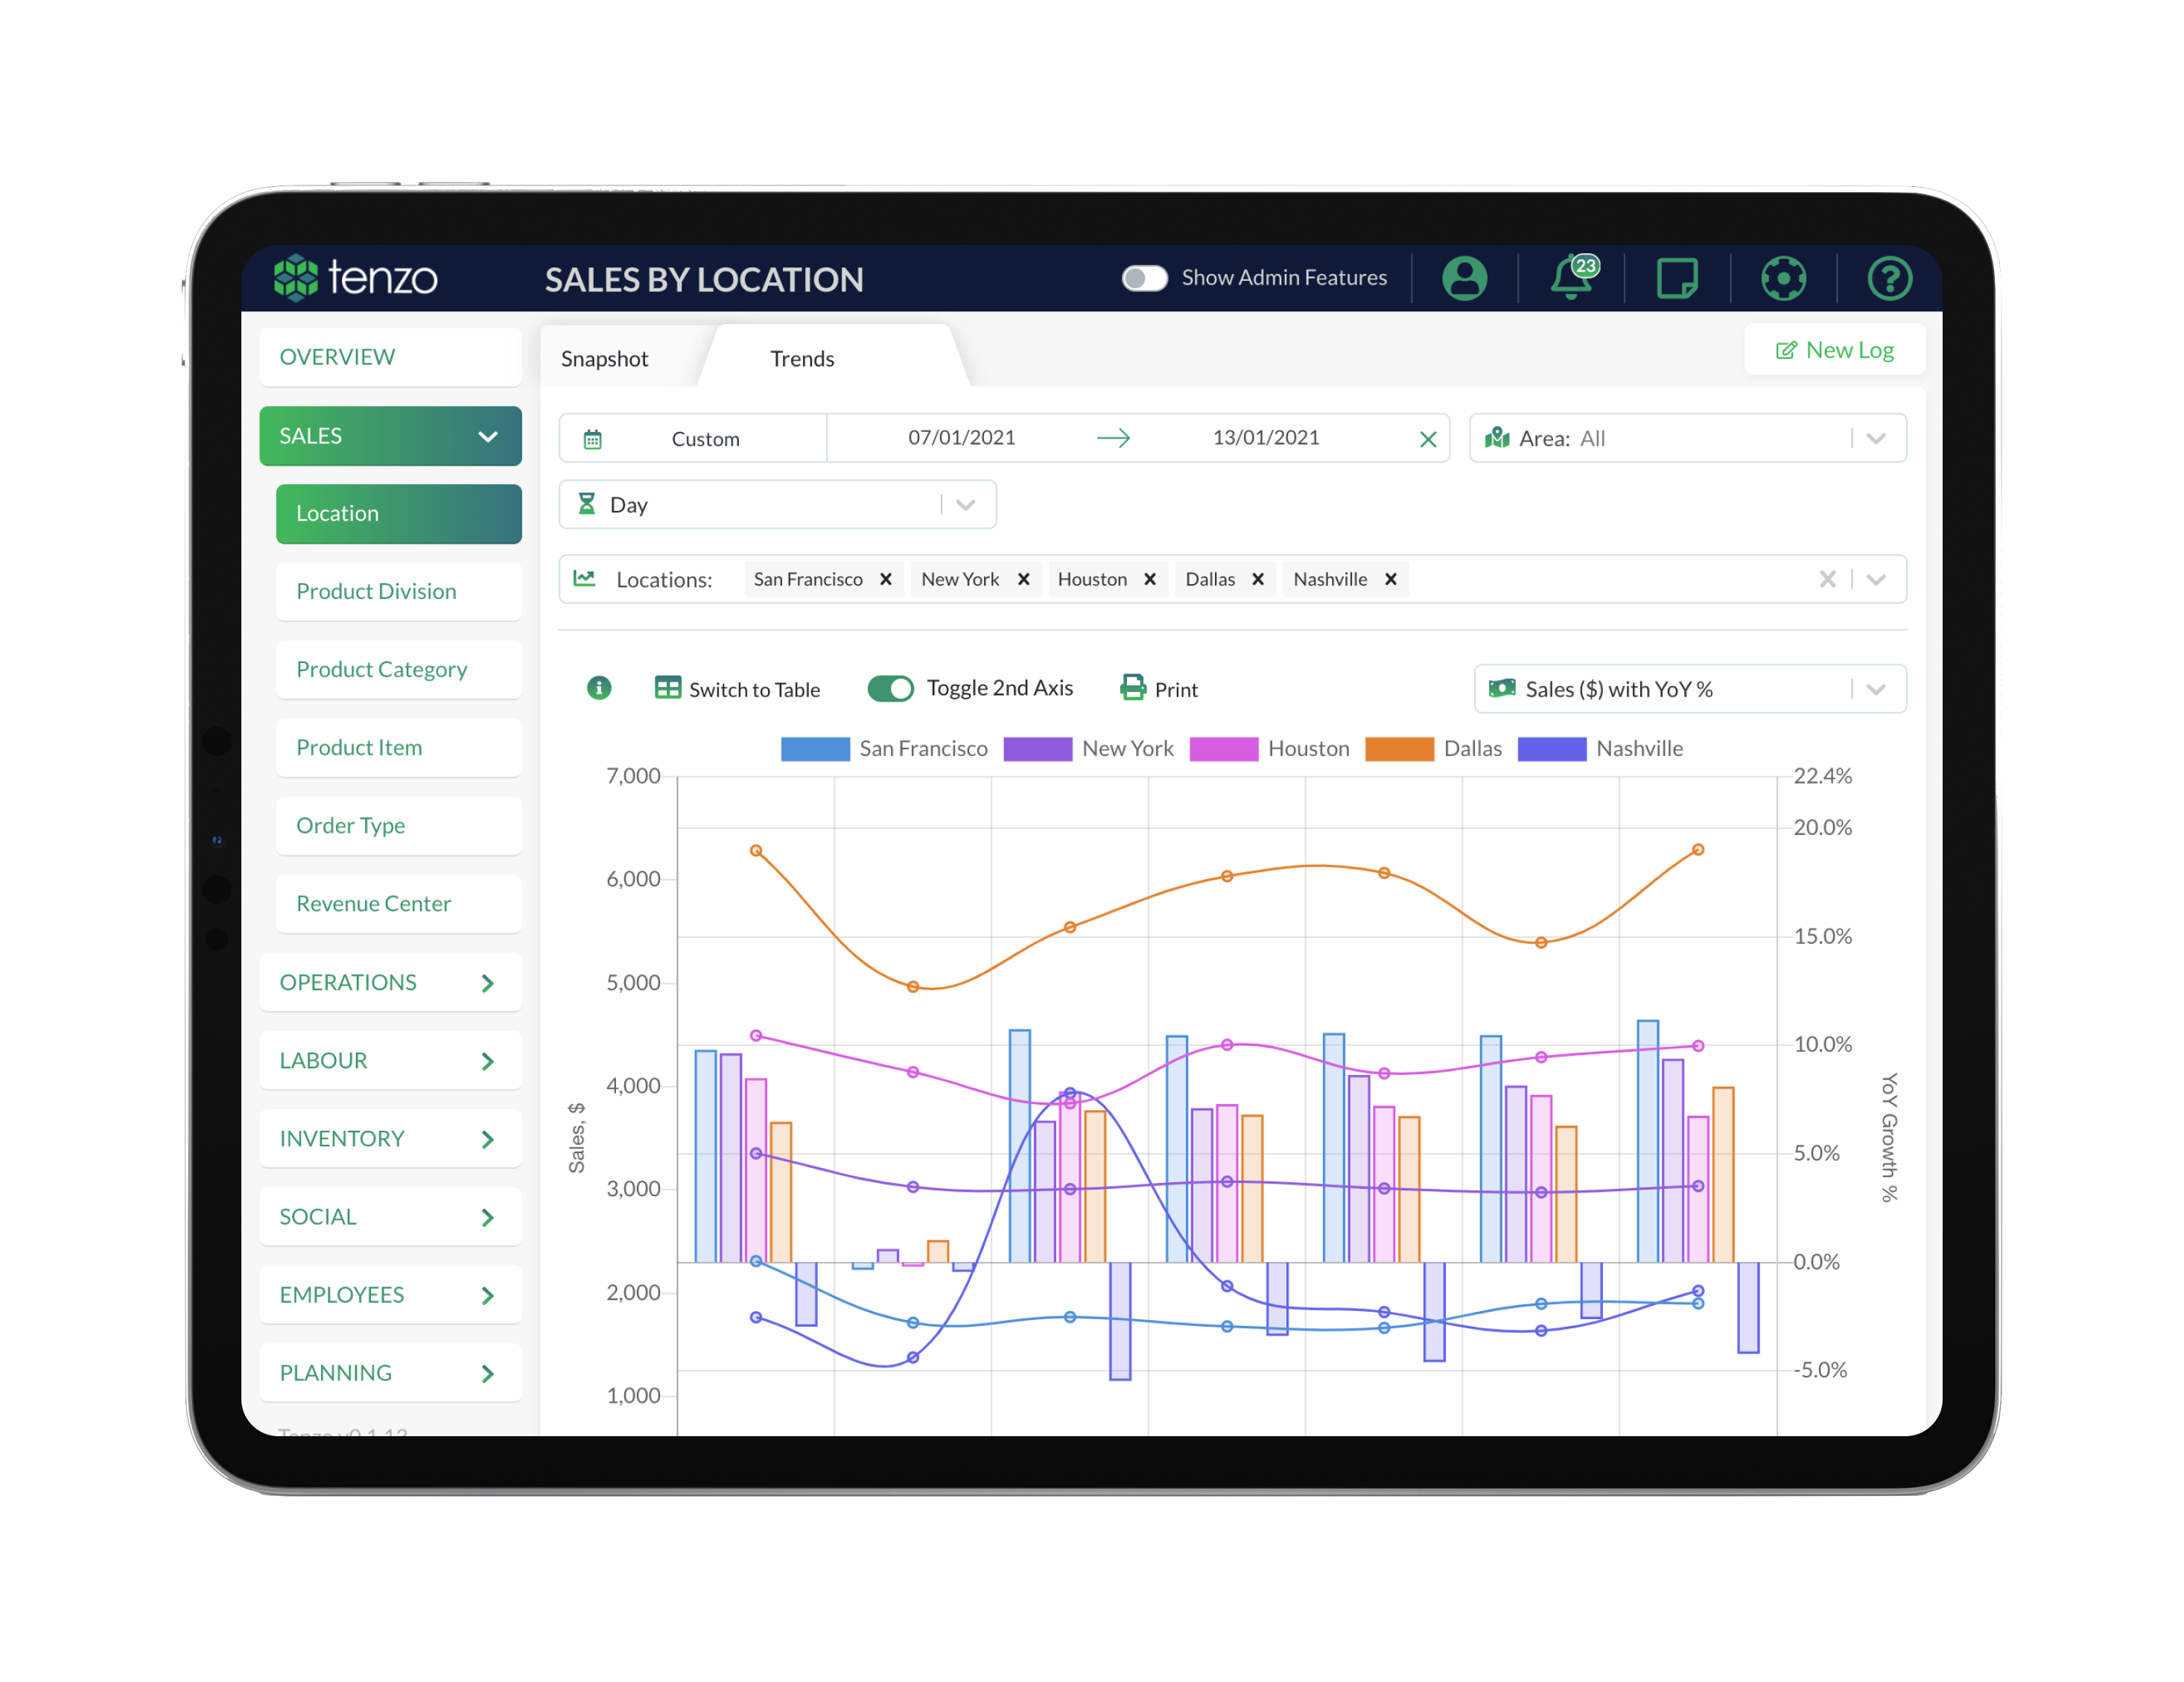 tenzo
SALES BY LOCATION
Show Admin Features
23
OVERVIEW
SALES
Location
Product Division
Product Category
Product Item
Order Type
Revenue Center
OPERATIONS
LABOUR
INVENTORY
SOCIAL
EMPLOYEES
PLANNING
Snapshot
Trends
New Log
Custom
07/01/2021
13/01/2021
Area: All
Day
Locations: San Francisco New York Houston Dallas Nashville
Switch to Table
Toggle 2nd Axis
Print
Sales ($) with YoY %
San Francisco New York Houston Dallas Nashville
7,000
6,000
5,000
4,000
3,000
2,000
1,000
Sales, $
22.4%
20.0%
15.0%
10.0%
5.0%
0.0%
-5.0%
YoY Growth %